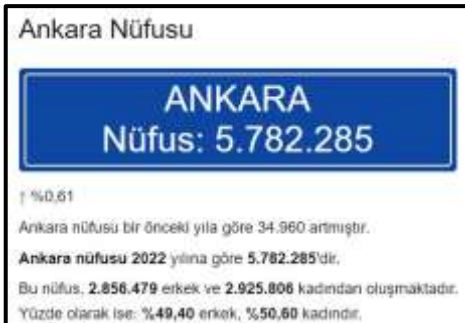 Ankara Nüfusu
ANKARA
Nüfus: 5.782.285
↑ %0,61
Ankara nüfusu bir önceki yıla göre 34.960 artmıştır.
Ankara nüfusu 2022 yılına göre 5.782.285'dir.
Bu nüfus, 2.856.479 erkek ve 2.925.806 kadından oluşmaktadır.
Yüzde olarak ise: %49,40 erkek, %50,60 kadındır.